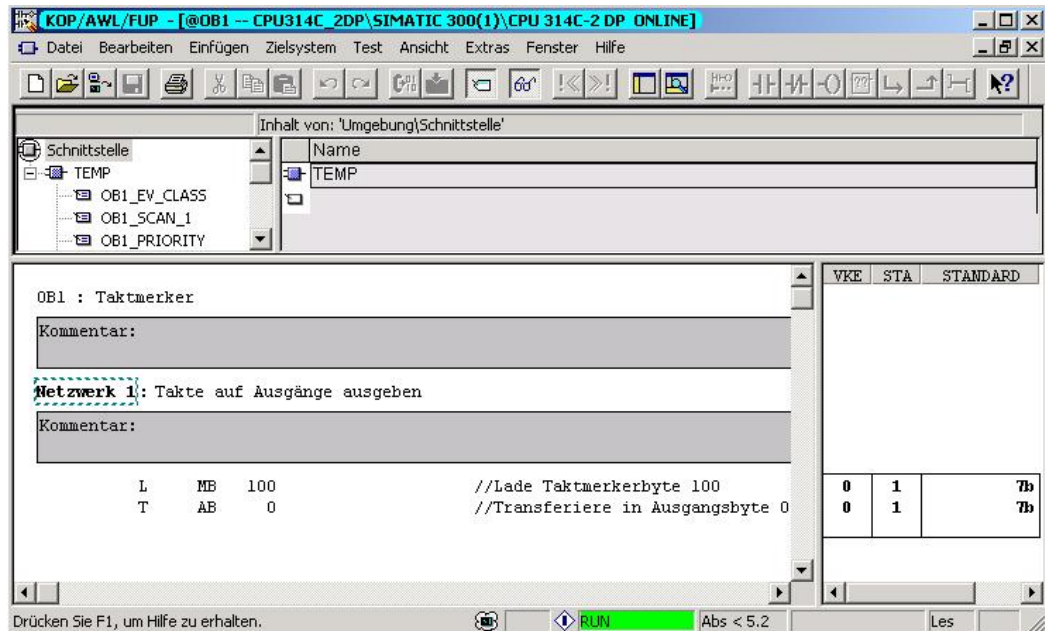 KOP/AWL/FUP - [@OB1 -- CPU314C_2DP\SIMATIC 300(1)\CPU 314C-2 DP ONLINE]
Datei Bearbeiten Einfügen Zielsystem Test Ansicht Extras Fenster Hilfe
Inhalt von: 'Umgebung\Schnittstelle'
Schnittstelle
TEMP
OB1_EV_CLASS
OB1_SCAN_1
OB1_PRIORITY
Name
TEMP
OB1 : Taktmerker
Kommentar:
Netzwerk 1: Takte auf Ausgänge ausgeben
Kommentar:
L MB 100 //Lade Taktmerkerbyte 100
T AB 0 //Transferiere in Ausgangsbyte 0
VKE STA STANDARD
0 1 7b
0 1 7b
Drücken Sie F1, um Hilfe zu erhalten.
RUN
Abs < 5.2
Les